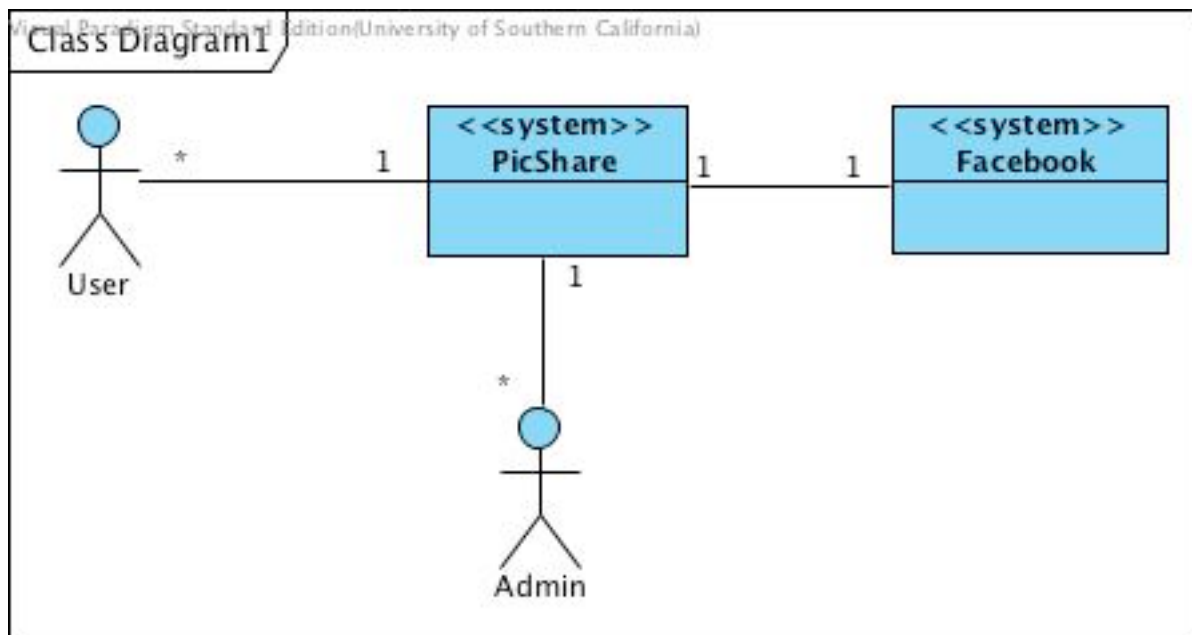 Visual Paradigm Standard Edition(University of Southern California)
Class Diagram1
<<system>>
PicShare
<<system>>
Facebook
*
1
1
1
User
1
*
Admin